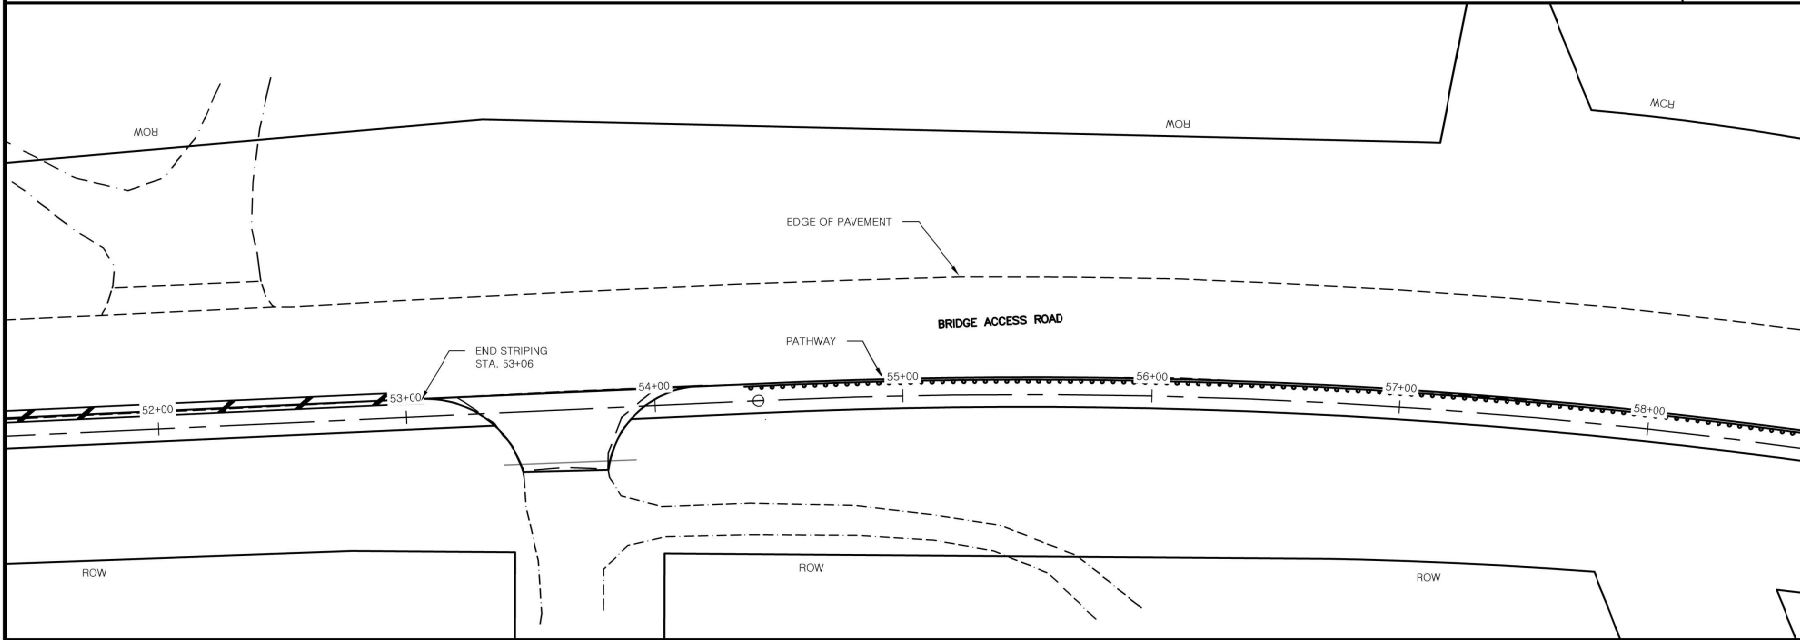 ROW
ROW
ROW
EDGE OF PAVEMENT
BRIDGE ACCESS ROAD
PATHWAY
END STRIPING
STA. 53+06
52+00
53+00
54+00
55+00
56+00
57+00
58+00
ROW
ROW
ROW